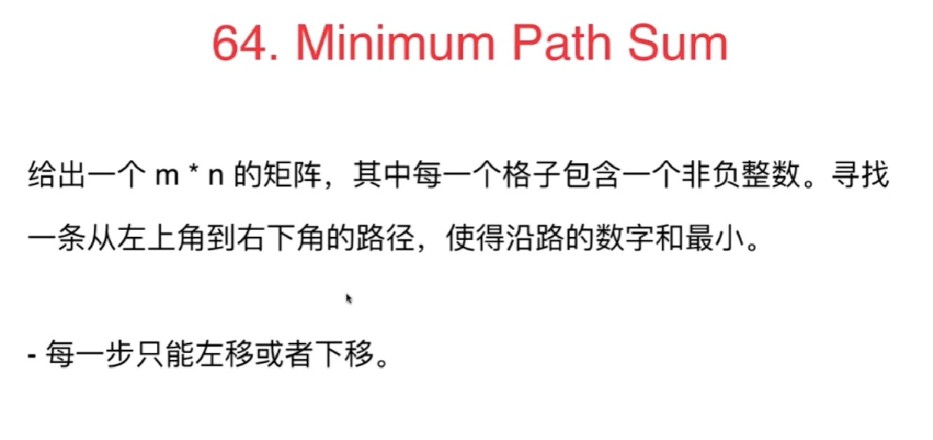 64. Minimum Path Sum
给出一个 m * n 的矩阵，其中每一个格子包含一个非负整数。寻找
一条从左上角到右下角的路径，使得沿路的数字和最小。
- 每一步只能左移或者下移。